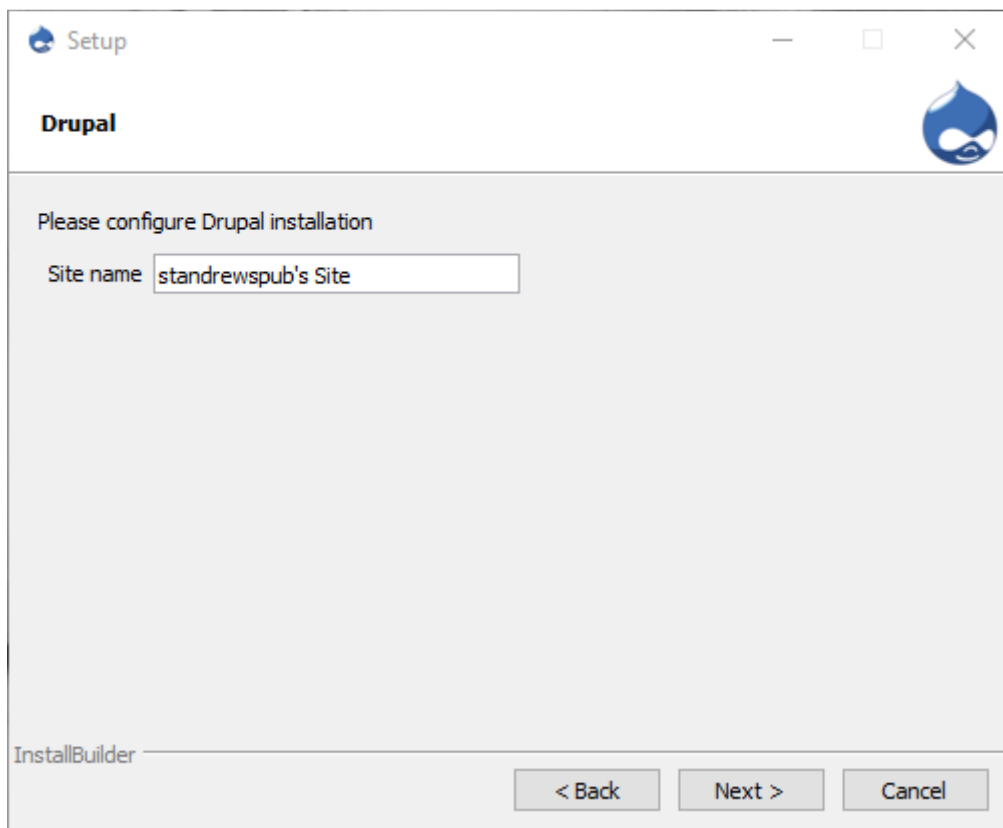 Setup
Drupal
Please configure Drupal installation
Site name standrewspub's Site
InstallBuilder
< Back Next > Cancel